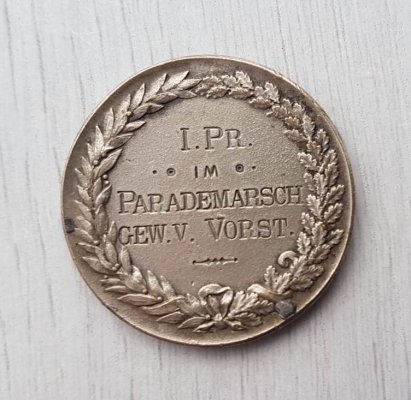 I. PR.
IM
PARADEMARSCH
GEW. V. VORST.